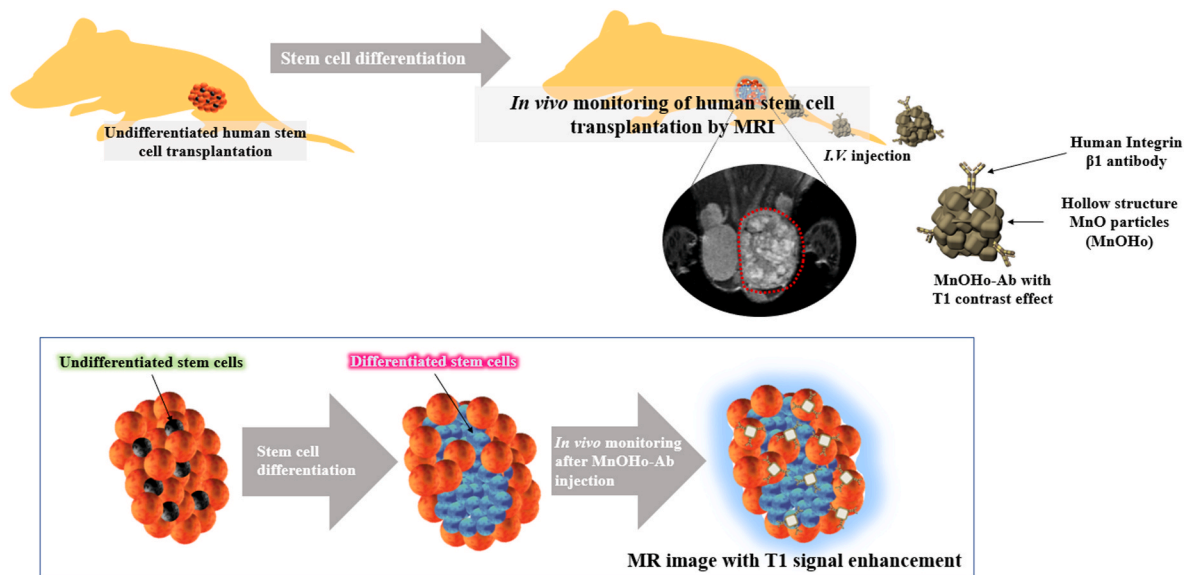 Stem cell differentiation
Undifferentiated human stem
cell transplantation
In vivo monitoring of human stem cell
transplantation by MRI
I.V. injection
Human Integrin
β1 antibody
Hollow structure
MnO particles
(MnOHo)
MnOHo-Ab with
T1 contrast effect
Undifferentiated stem cells
Differentiated stem cells
Stem cell
differentiation
In vivo monitoring
after MnOHo-Ab
injection
MR image with T1 signal enhancement